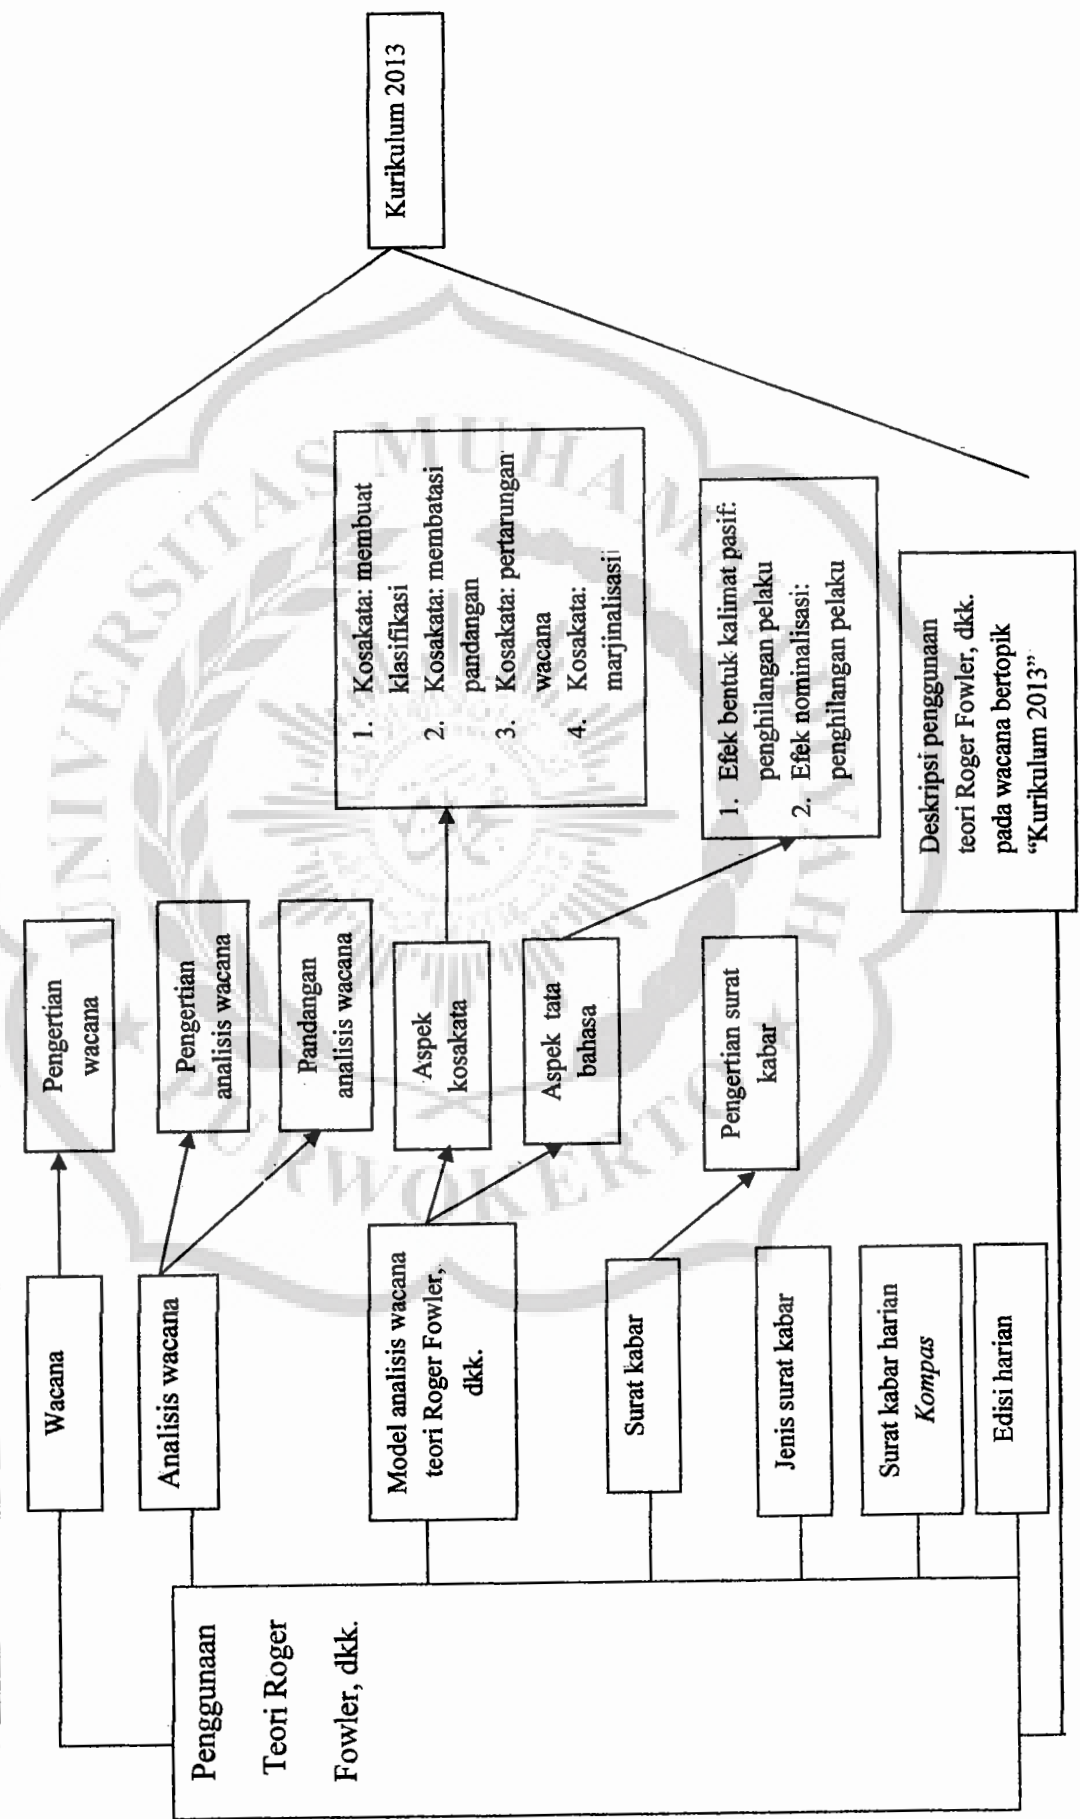 Penggunaan
Teori Roger
Fowler, dkk.
Wacana
Analisis wacana
Model analisis wacana
teori Roger Fowler,
dkk.
Surat kabar
Jenis surat kabar
Surat kabar harian
Kompas
Edisi harian
Pengertian
wacana
Pengertian
analisis wacana
Pandangan
analisis wacana
Aspek
kosakata
Aspek tata
bahasa
Pengertian surat
kabar
1. Kosakata: membuat
klasifikasi
2. Kosakata: membatasi
pandangan
3. Kosakata: pertarungan
wacana
4. Kosakata:
marjinalisasi
1. Efek bentuk kalimat pasif:
penghilangan pelaku
2. Efek nominalisasi:
penghilangan pelaku
Deskripsi penggunaan
teori Roger Fowler, dkk.
pada wacana bertopik
“Kurikulum 2013”
Kurikulum 2013
UNIVERSITAS MUHAMMADIYAH
PURWOKERTO